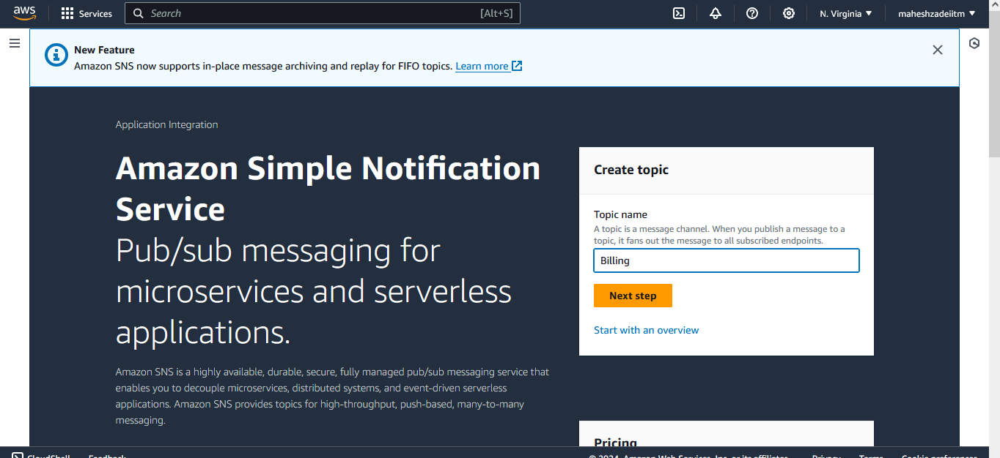 aws
Services
Search
[Alt+S]
N. Virginia
maheshzadeiitm
New Feature
Amazon SNS now supports in-place message archiving and replay for FIFO topics. Learn more
Application Integration
Amazon Simple Notification
Service
Pub/sub messaging for
microservices and serverless
applications.
Amazon SNS is a highly available, durable, secure, fully managed pub/sub messaging service that
enables you to decouple microservices, distributed systems, and event-driven serverless
applications. Amazon SNS provides topics for high-throughput, push-based, many-to-many
messaging.
Create topic
Topic name
A topic is a message channel. When you publish a message to a
topic, it fans out the message to all subscribed endpoints.
Billing
Next step
Start with an overview
Pricing
CloudShell
Feedback
© 2024, Amazon Web Services, Inc. or its affiliates.
Privacy
Terms
Cookie preferences